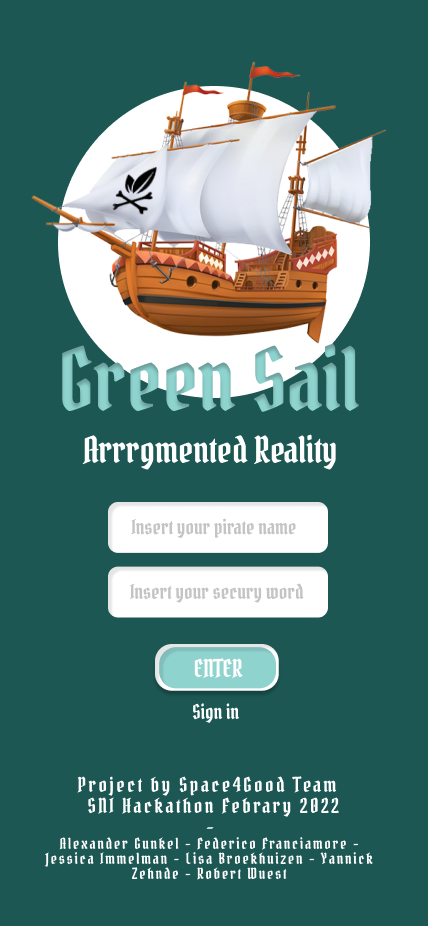 Green Sail
Arrrgmented Reality
Insert your pirate name
Insert your secury word
ENTER
Sign in
Project by Space4Good Team
SNI Hackathon Febrary 2022
-
Alexander Gunkel - Federico Franciamore -
Jessica Immelman - Lisa Broekhuizen - Yannick
Zehnde - Robert Wuest